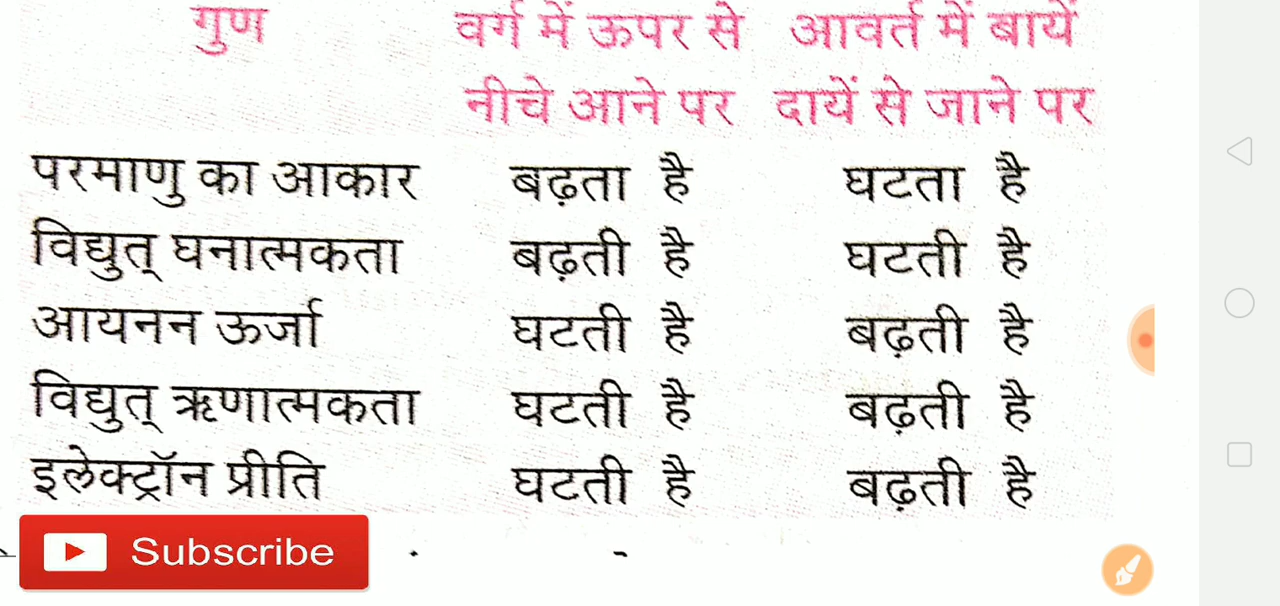 गुण वर्ग में ऊपर से आवर्त में बायें
नीचे आने पर दायें से जाने पर
परमाणु का आकार बढ़ता है घटता है
विद्युत् घनात्मकता बढ़ती है घटती है
आयनन ऊर्जा घटती है बढ़ती है
विद्युत् ऋणात्मकता घटती है बढ़ती है
इलेक्ट्रॉन प्रीति घटती है बढ़ती है
Subscribe